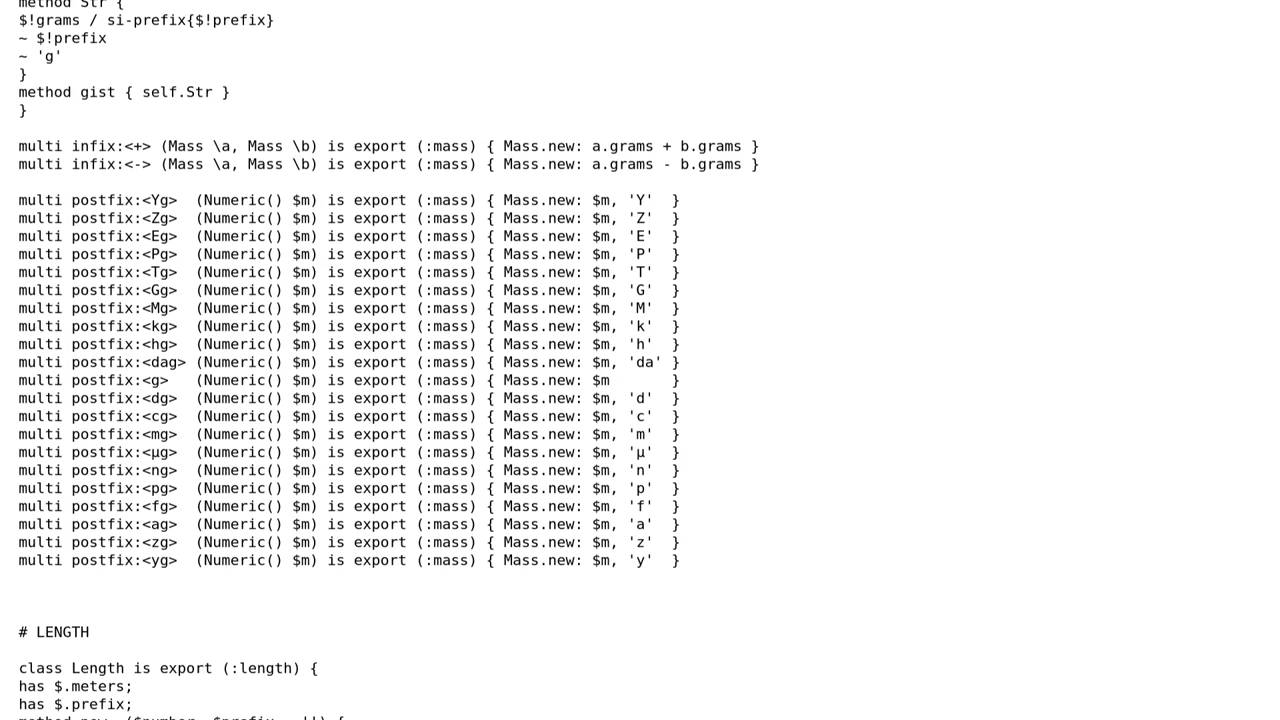 method Str {
$!grams / si-prefix{$!prefix}
~ $!prefix
~ 'g'
}
method gist { self.Str }
}
multi infix:<+> (Mass \a, Mass \b) is export (:mass) { Mass.new: a.grams + b.grams }
multi infix:<-> (Mass \a, Mass \b) is export (:mass) { Mass.new: a.grams - b.grams }
multi postfix:<Yg>  (Numeric() $m) is export (:mass) { Mass.new: $m, 'Y'  }
multi postfix:<Zg>  (Numeric() $m) is export (:mass) { Mass.new: $m, 'Z'  }
multi postfix:<Eg>  (Numeric() $m) is export (:mass) { Mass.new: $m, 'E'  }
multi postfix:<Pg>  (Numeric() $m) is export (:mass) { Mass.new: $m, 'P'  }
multi postfix:<Tg>  (Numeric() $m) is export (:mass) { Mass.new: $m, 'T'  }
multi postfix:<Gg>  (Numeric() $m) is export (:mass) { Mass.new: $m, 'G'  }
multi postfix:<Mg>  (Numeric() $m) is export (:mass) { Mass.new: $m, 'M'  }
multi postfix:<kg>  (Numeric() $m) is export (:mass) { Mass.new: $m, 'k'  }
multi postfix:<hg>  (Numeric() $m) is export (:mass) { Mass.new: $m, 'h'  }
multi postfix:<dag> (Numeric() $m) is export (:mass) { Mass.new: $m, 'da' }
multi postfix:<g>   (Numeric() $m) is export (:mass) { Mass.new: $m       }
multi postfix:<dg>  (Numeric() $m) is export (:mass) { Mass.new: $m, 'd'  }
multi postfix:<cg>  (Numeric() $m) is export (:mass) { Mass.new: $m, 'c'  }
multi postfix:<mg>  (Numeric() $m) is export (:mass) { Mass.new: $m, 'm'  }
multi postfix:<µg>  (Numeric() $m) is export (:mass) { Mass.new: $m, 'µ'  }
multi postfix:<ng>  (Numeric() $m) is export (:mass) { Mass.new: $m, 'n'  }
multi postfix:<pg>  (Numeric() $m) is export (:mass) { Mass.new: $m, 'p'  }
multi postfix:<fg>  (Numeric() $m) is export (:mass) { Mass.new: $m, 'f'  }
multi postfix:<ag>  (Numeric() $m) is export (:mass) { Mass.new: $m, 'a'  }
multi postfix:<zg>  (Numeric() $m) is export (:mass) { Mass.new: $m, 'z'  }
multi postfix:<yg>  (Numeric() $m) is export (:mass) { Mass.new: $m, 'y'  }
# LENGTH
class Length is export (:length) {
has $.meters;
has $.prefix;